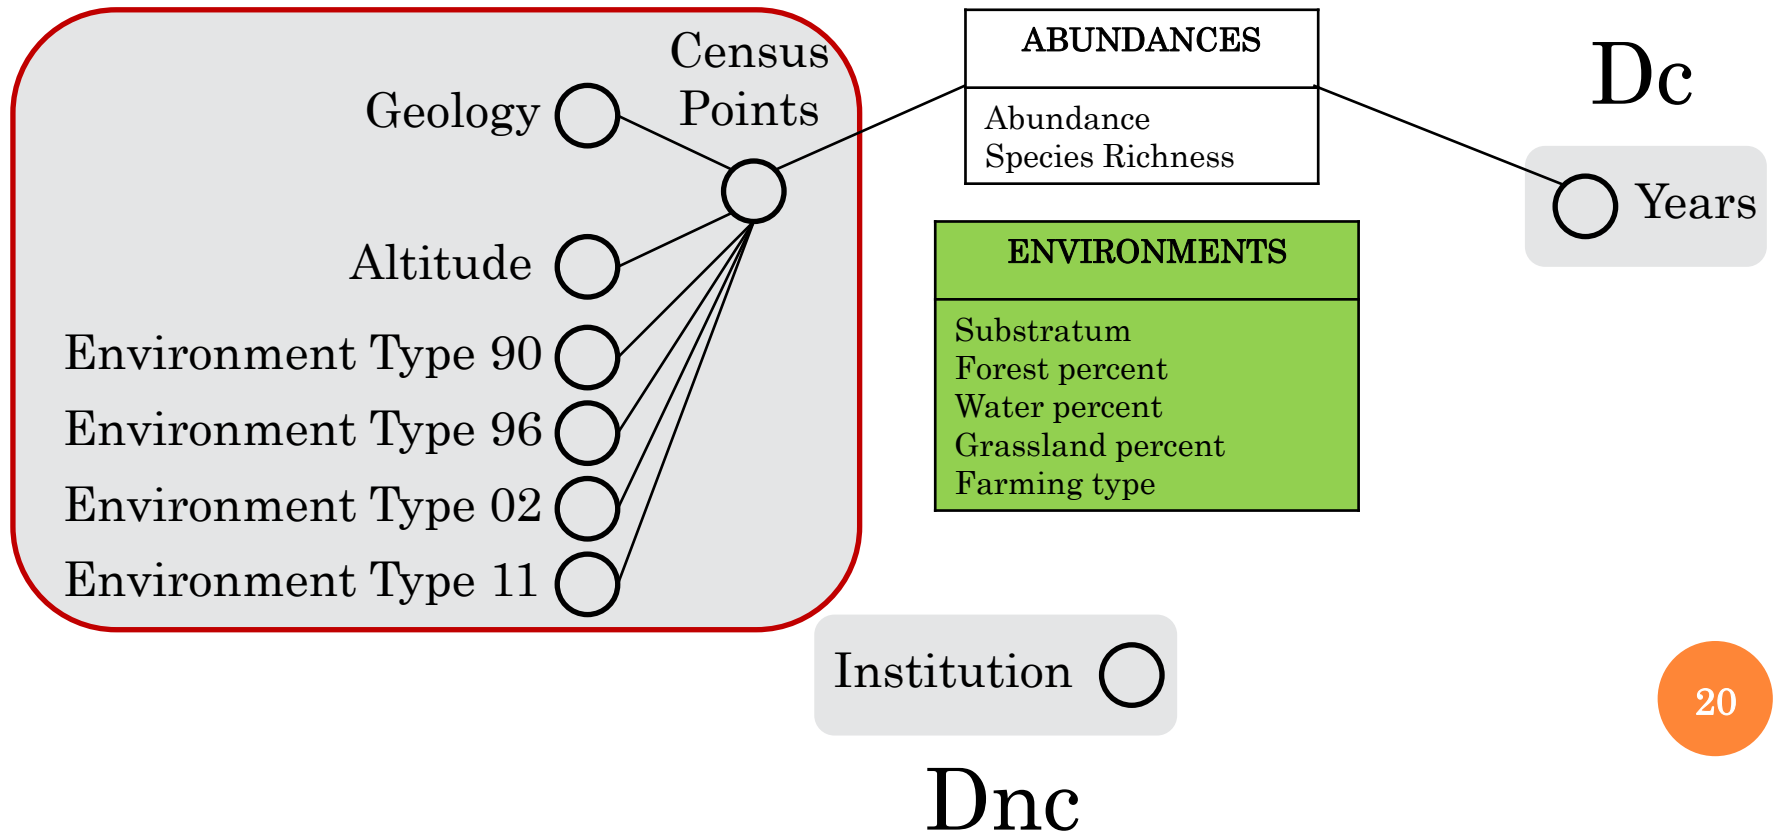 Census
Points
Geology
Altitude
Environment Type 90
Environment Type 96
Environment Type 02
Environment Type 11
ABUNDANCES
Abundance
Species Richness
Dc
Years
ENVIRONMENTS
Substratum
Forest percent
Water percent
Grassland percent
Farming type
Institution
Dnc
20